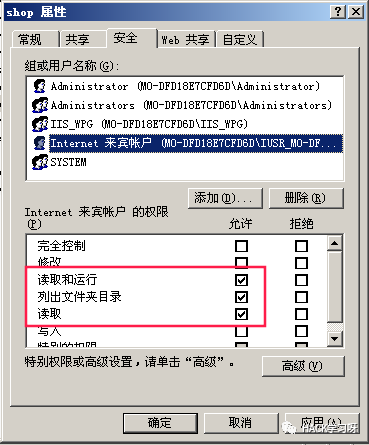 shop 属性
常规 共享 安全 Web 共享 自定义
组或用户名称(G):
Administrator (MO-DFD18E7CFD6D\Administrator)
Administrators (MO-DFD18E7CFD6D\Administrators)
IIS_WPG (MO-DFD18E7CFD6D\IIS_WPG)
Internet 来宾帐户 (MO-DFD18E7CFD6D\IUSR_MO-DF...
SYSTEM
添加(D)... 删除(R)
Internet 来宾帐户 的权限
(P) 允许 拒绝
完全控制
修改
读取和运行
列出文件夹目录
读取
写入
特别的权限
特别权限或高级设置,请单击“高级”。 高级(V)
确定 取消 应用(A)
HACK学习呀